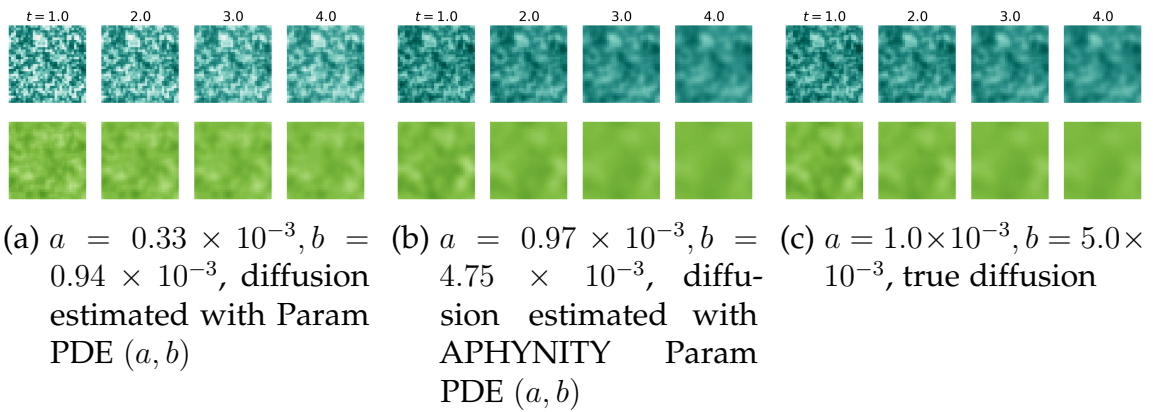 t = 1.0 2.0 3.0 4.0 t = 1.0 2.0 3.0 4.0 t = 1.0 2.0 3.0 4.0
(a) a = 0.33 × 10⁻³, b =
0.94 × 10⁻³, diffusion
estimated with Param
PDE (a, b)
(b) a = 0.97 × 10⁻³, b =
4.75 × 10⁻³, diffu-
sion estimated with
APHYNITY Param
PDE (a, b)
(c) a = 1.0×10⁻³, b = 5.0×
10⁻³, true diffusion